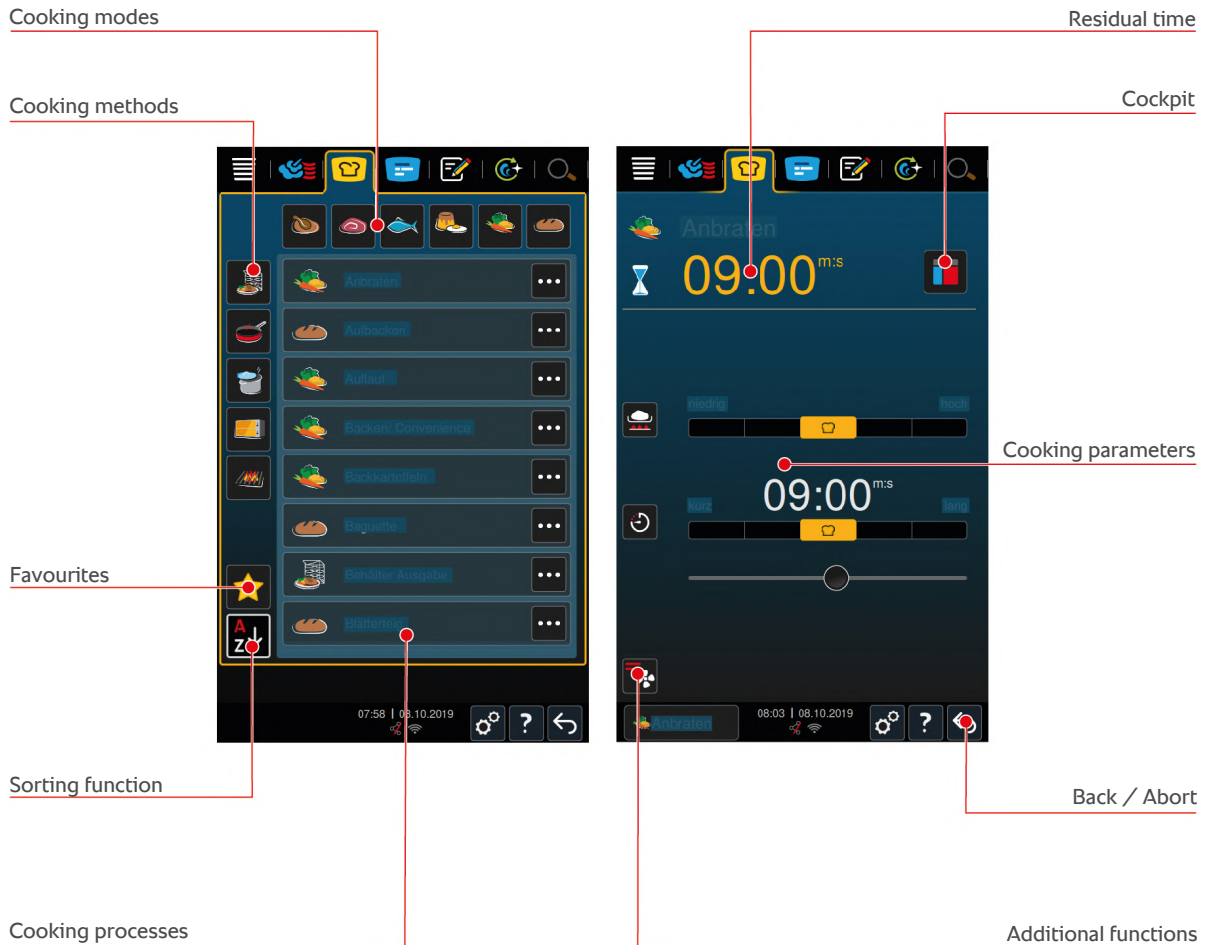 Cooking modes
Residual time
Cooking methods
Cockpit
Anbraten
09:00 m:s
Anbraten
Aufbacken
Auflauf
niedrig
hoch
Backen/ Convenience
Cooking parameters
Backkartoffeln
09:00 m:s
kurz
lang
Baguette
Favourites
Behälter Ausgabe
A
Z
Blätterteig
07:58 | 08.10.2019
?
Anbraten
08:03 | 08.10.2019
?
Sorting function
Back / Abort
Cooking processes
Additional functions